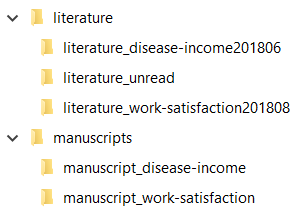 literature
literature_disease-income201806
literature_unread
literature_work-satisfaction201808
manuscripts
manuscript_disease-income
manuscript_work-satisfaction